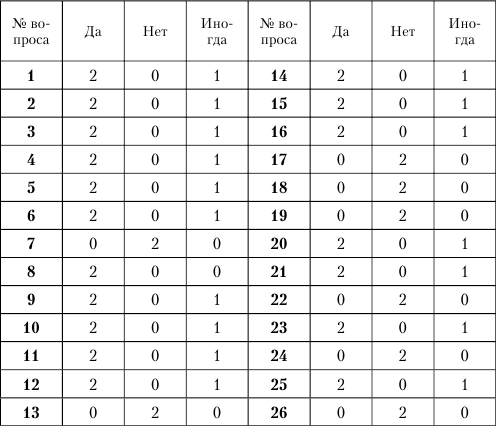 № во-
проса Да Нет Ино-
гда № во-
проса Да Нет Ино-
гда
1 2 0 1 14 2 0 1
2 2 0 1 15 2 0 1
3 2 0 1 16 2 0 1
4 2 0 1 17 0 2 0
5 2 0 1 18 0 2 0
6 2 0 1 19 0 2 0
7 0 2 0 20 2 0 1
8 2 0 0 21 2 0 1
9 2 0 1 22 0 2 0
10 2 0 1 23 2 0 1
11 2 0 1 24 0 2 0
12 2 0 1 25 2 0 1
13 0 2 0 26 0 2 0